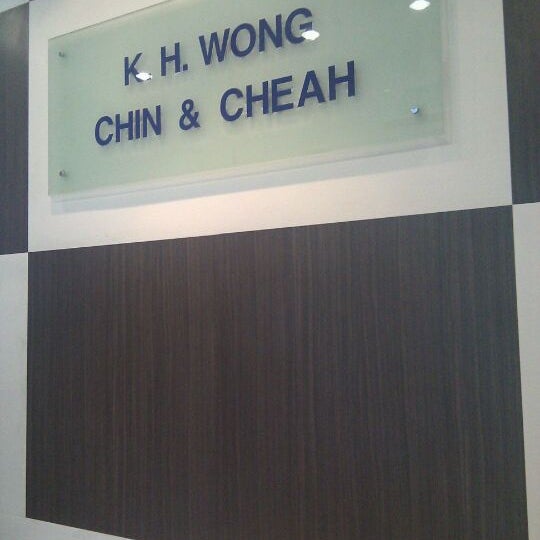 K. H. WONG
CHIN & CHEAH